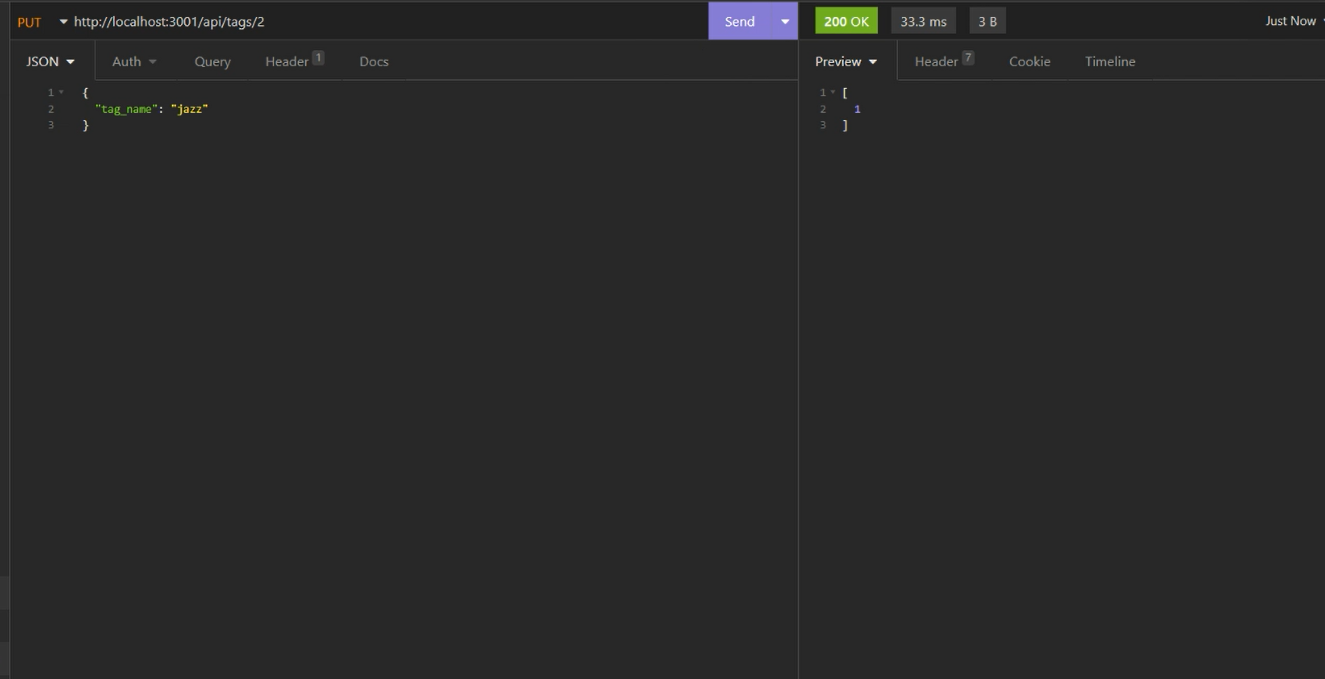 PUT http://localhost:3001/api/tags/2 Send 200 OK 33.3 ms 3 B Just Now
JSON Auth Query Header 1 Docs Preview Header 7 Cookie Timeline
1 { 1 [
2 "tag_name": "jazz" 2 1
3 } 3 ]